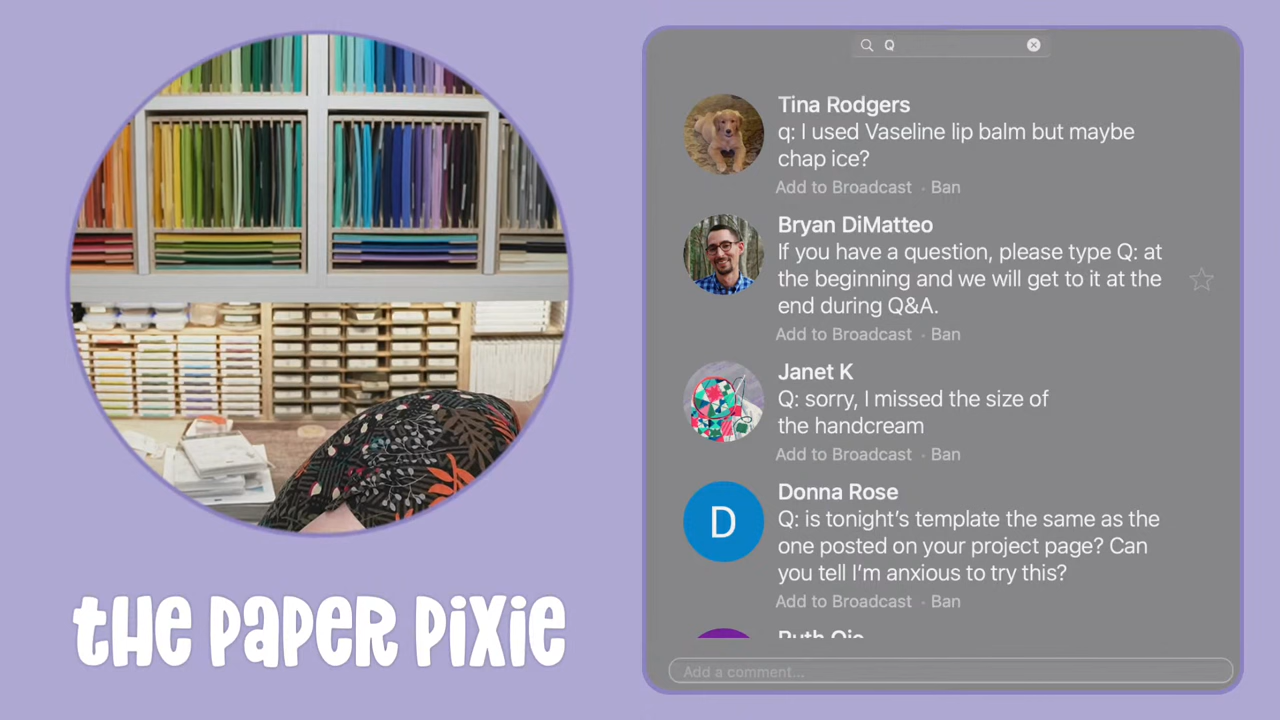 Q
Tina Rodgers
q: I used Vaseline lip balm but maybe
chap ice?
Add to Broadcast · Ban
Bryan DiMatteo
If you have a question, please type Q: at
the beginning and we will get to it at the
end during Q&A.
Add to Broadcast · Ban
Janet K
Q: sorry, I missed the size of
the handcream
Add to Broadcast · Ban
D
Donna Rose
Q: is tonight’s template the same as the
one posted on your project page? Can
you tell I’m anxious to try this?
Add to Broadcast · Ban
Add a comment...
the paper pixie